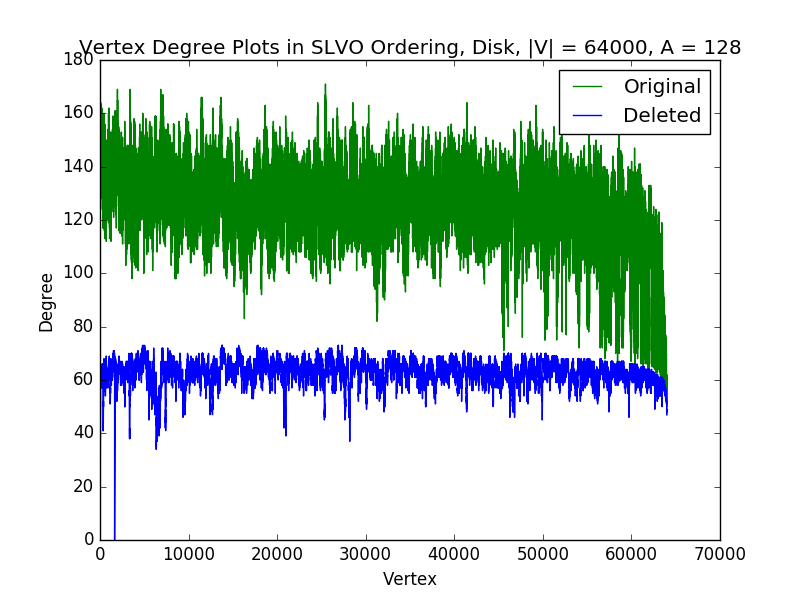 Vertex Degree Plots in SLVO Ordering, Disk, |V| = 64000, A = 128
180
160
140
120
100
80
60
40
20
0
Degree
Original
Deleted
0 10000 20000 30000 40000 50000 60000 70000
Vertex